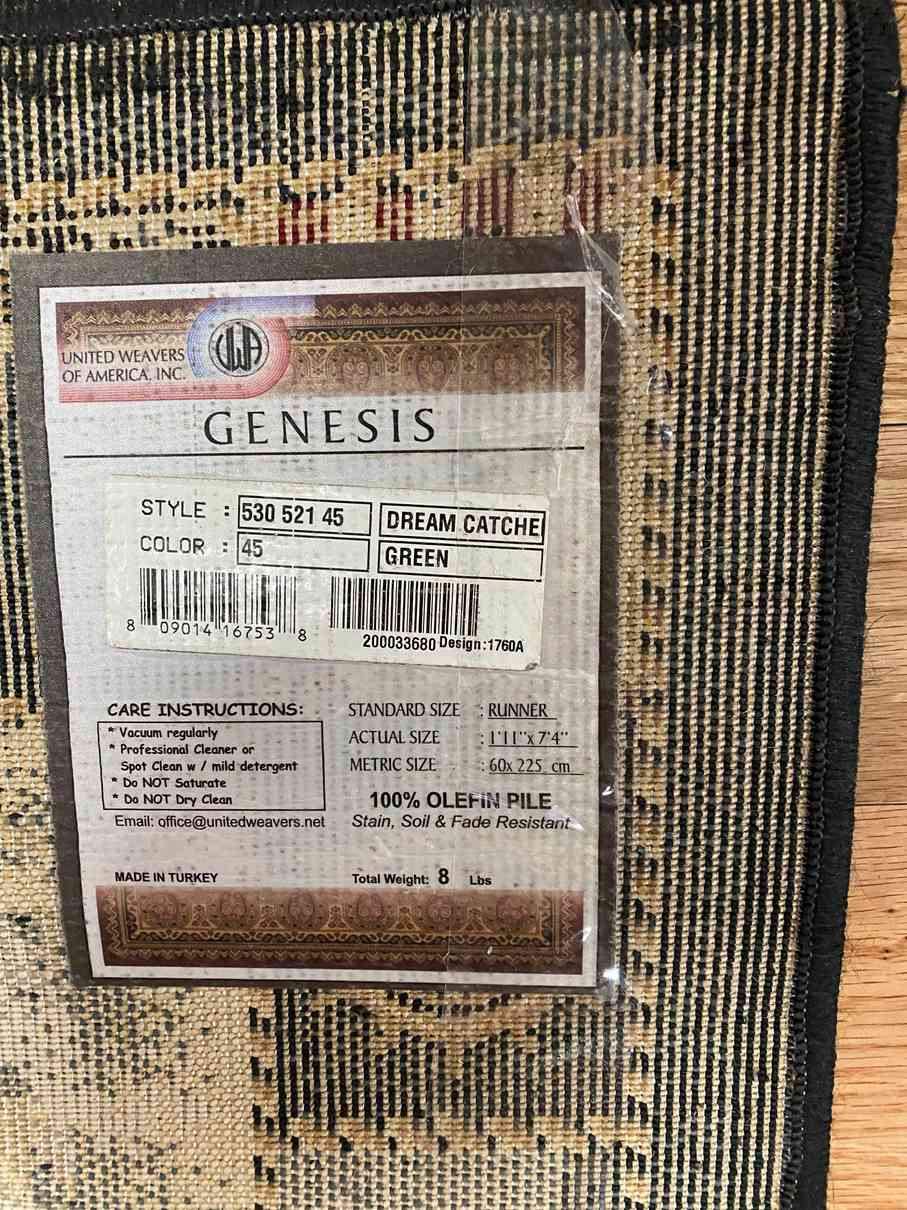 UWA
UNITED WEAVERS
OF AMERICA, INC.
GENESIS
STYLE : 530 521 45 DREAM CATCHE
COLOR : 45 GREEN
8 09014 16753 8
200033680 Design:1760A
CARE INSTRUCTIONS:
* Vacuum regularly
* Professional Cleaner or
Spot Clean w / mild detergent
* Do NOT Saturate
* Do NOT Dry Clean
Email: office@unitedweavers.net
STANDARD SIZE : RUNNER
ACTUAL SIZE : 1'11''x 7'4''
METRIC SIZE : 60x 225 cm
100% OLEFIN PILE
Stain, Soil & Fade Resistant
MADE IN TURKEY
Total Weight: 8 Lbs